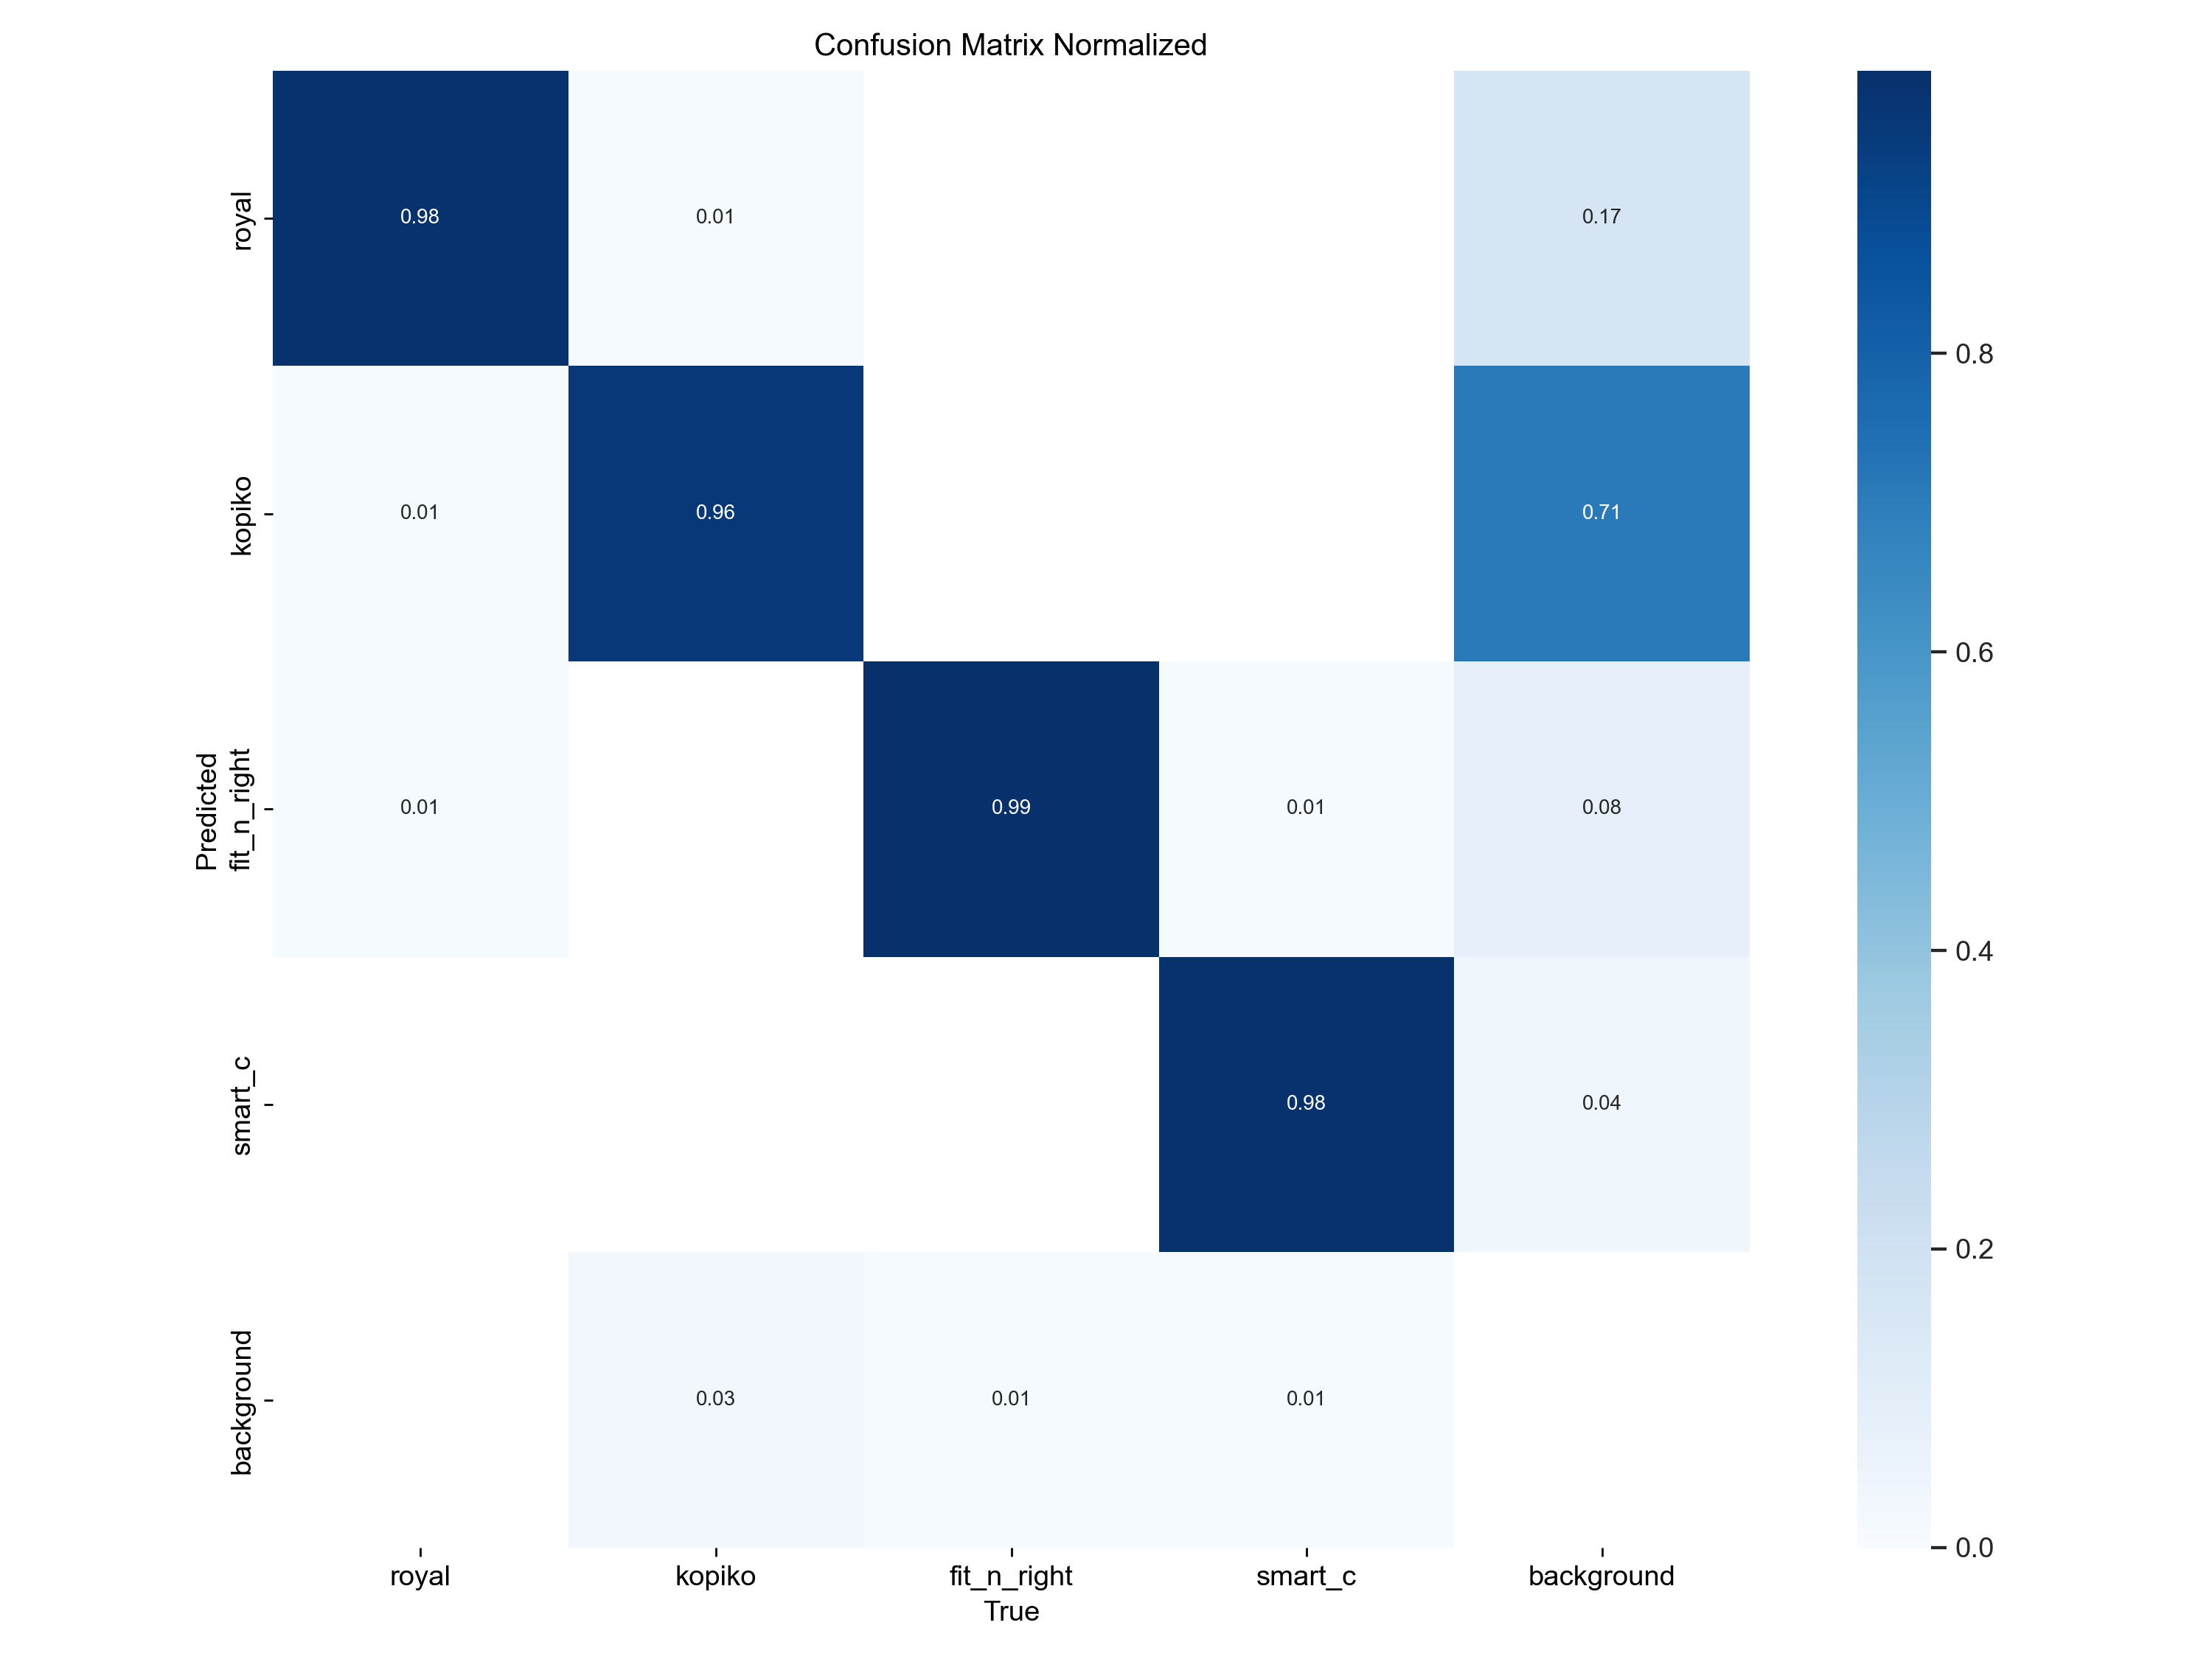 Confusion Matrix Normalized
royal
0.98
0.01
0.17
0.8
kopiko
0.01
0.96
0.71
0.6
Predicted
fit_n_right
0.01
0.99
0.01
0.08
0.4
smart_c
0.98
0.04
0.2
background
0.03
0.01
0.01
0.0
royal
kopiko
fit_n_right
smart_c
background
True